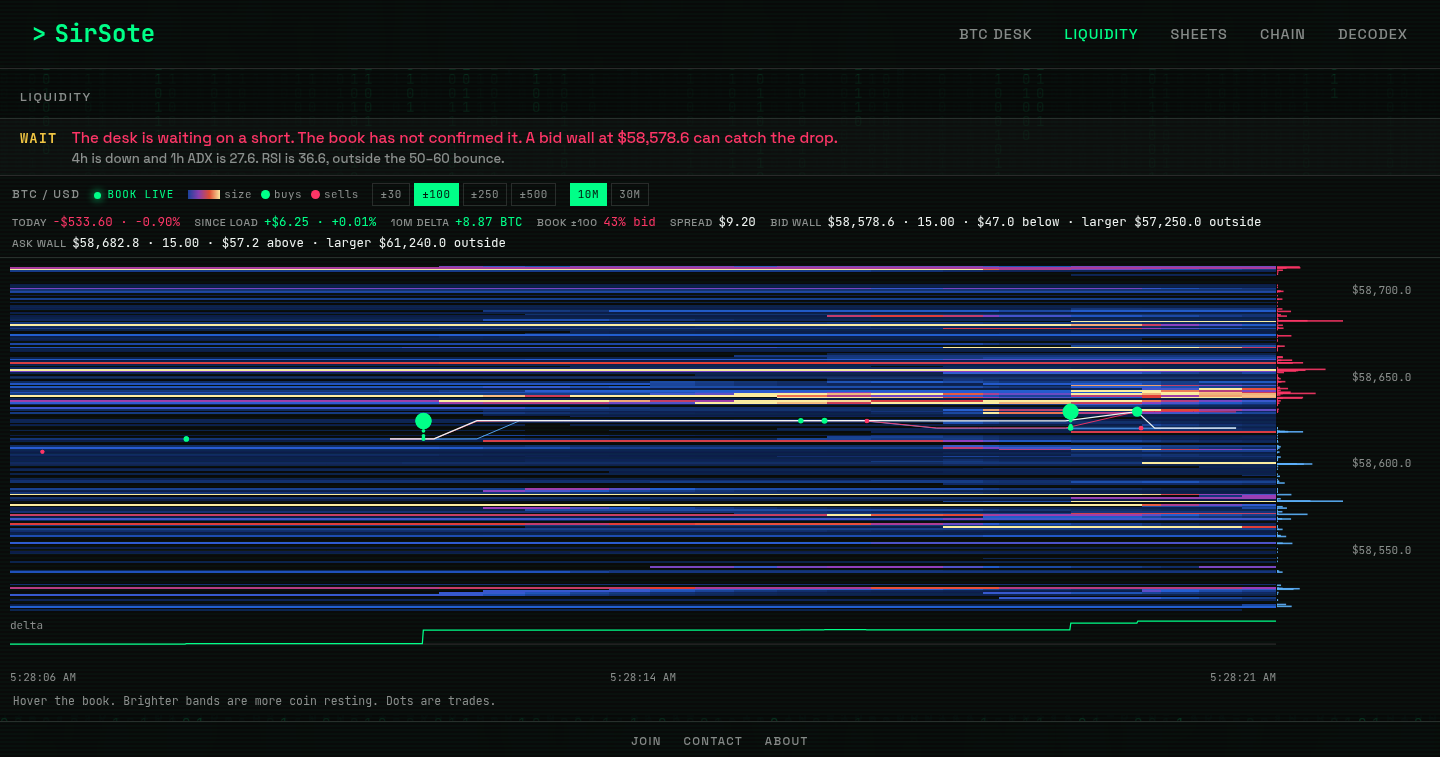 > SirSote
BTC DESK LIQUIDITY SHEETS CHAIN DECODEX
LIQUIDITY
WAIT The desk is waiting on a short. The book has not confirmed it. A bid wall at $58,578.6 can catch the drop.
4h is down and 1h ADX is 27.6. RSI is 36.6, outside the 50–60 bounce.
BTC / USD BOOK LIVE size buys sells ±30 ±100 ±250 ±500 10M 30M
TODAY -$533.60 · -0.90% SINCE LOAD +$6.25 · +0.01% 10M DELTA +8.87 BTC BOOK ±100 43% bid SPREAD $9.20 BID WALL $58,578.6 · 15.00 · $47.0 below · larger $57,250.0 outside
ASK WALL $58,682.8 · 15.00 · $57.2 above · larger $61,240.0 outside
$58,700.0
$58,650.0
$58,600.0
$58,550.0
delta
5:28:06 AM 5:28:14 AM 5:28:21 AM
Hover the book. Brighter bands are more coin resting. Dots are trades.
JOIN CONTACT ABOUT